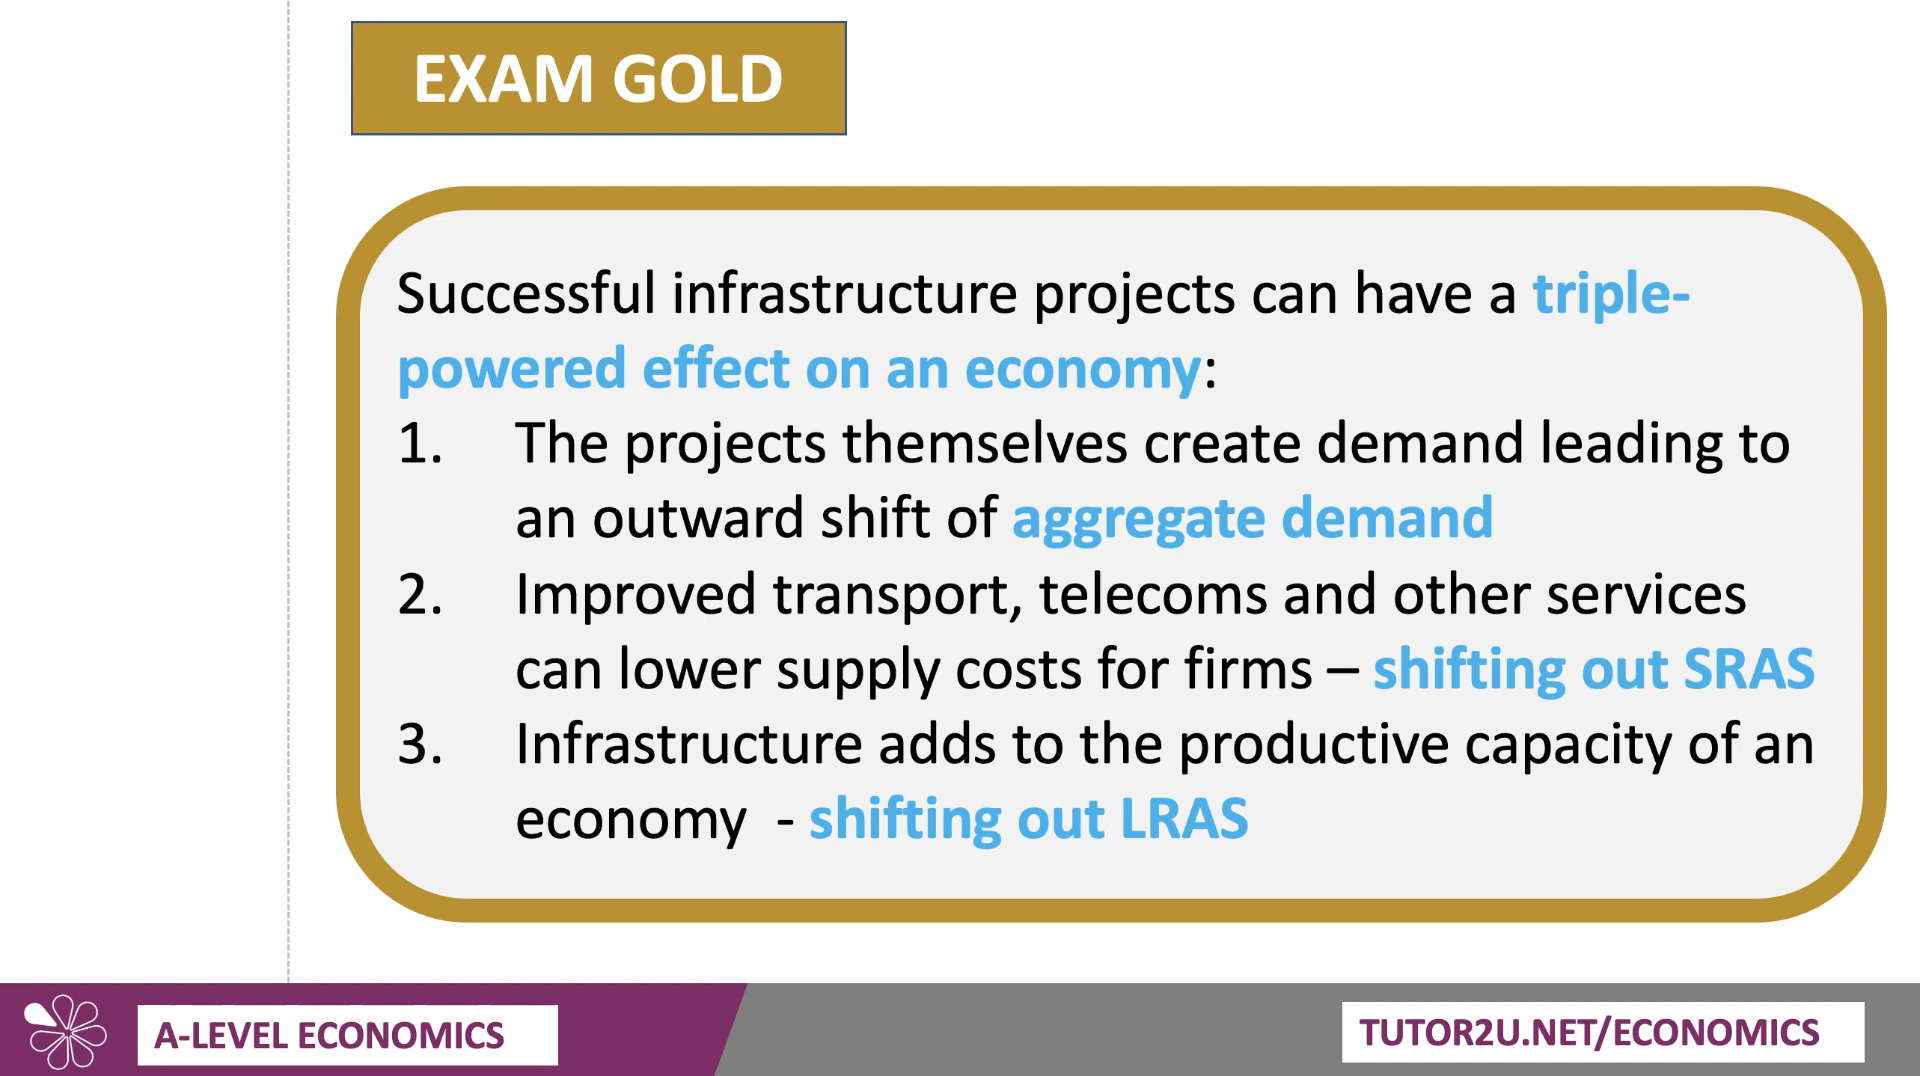 EXAM GOLD
Successful infrastructure projects can have a triple-
powered effect on an economy:
1. The projects themselves create demand leading to
an outward shift of aggregate demand
2. Improved transport, telecoms and other services
can lower supply costs for firms – shifting out SRAS
3. Infrastructure adds to the productive capacity of an
economy - shifting out LRAS
A-LEVEL ECONOMICS
TUTOR2U.NET/ECONOMICS